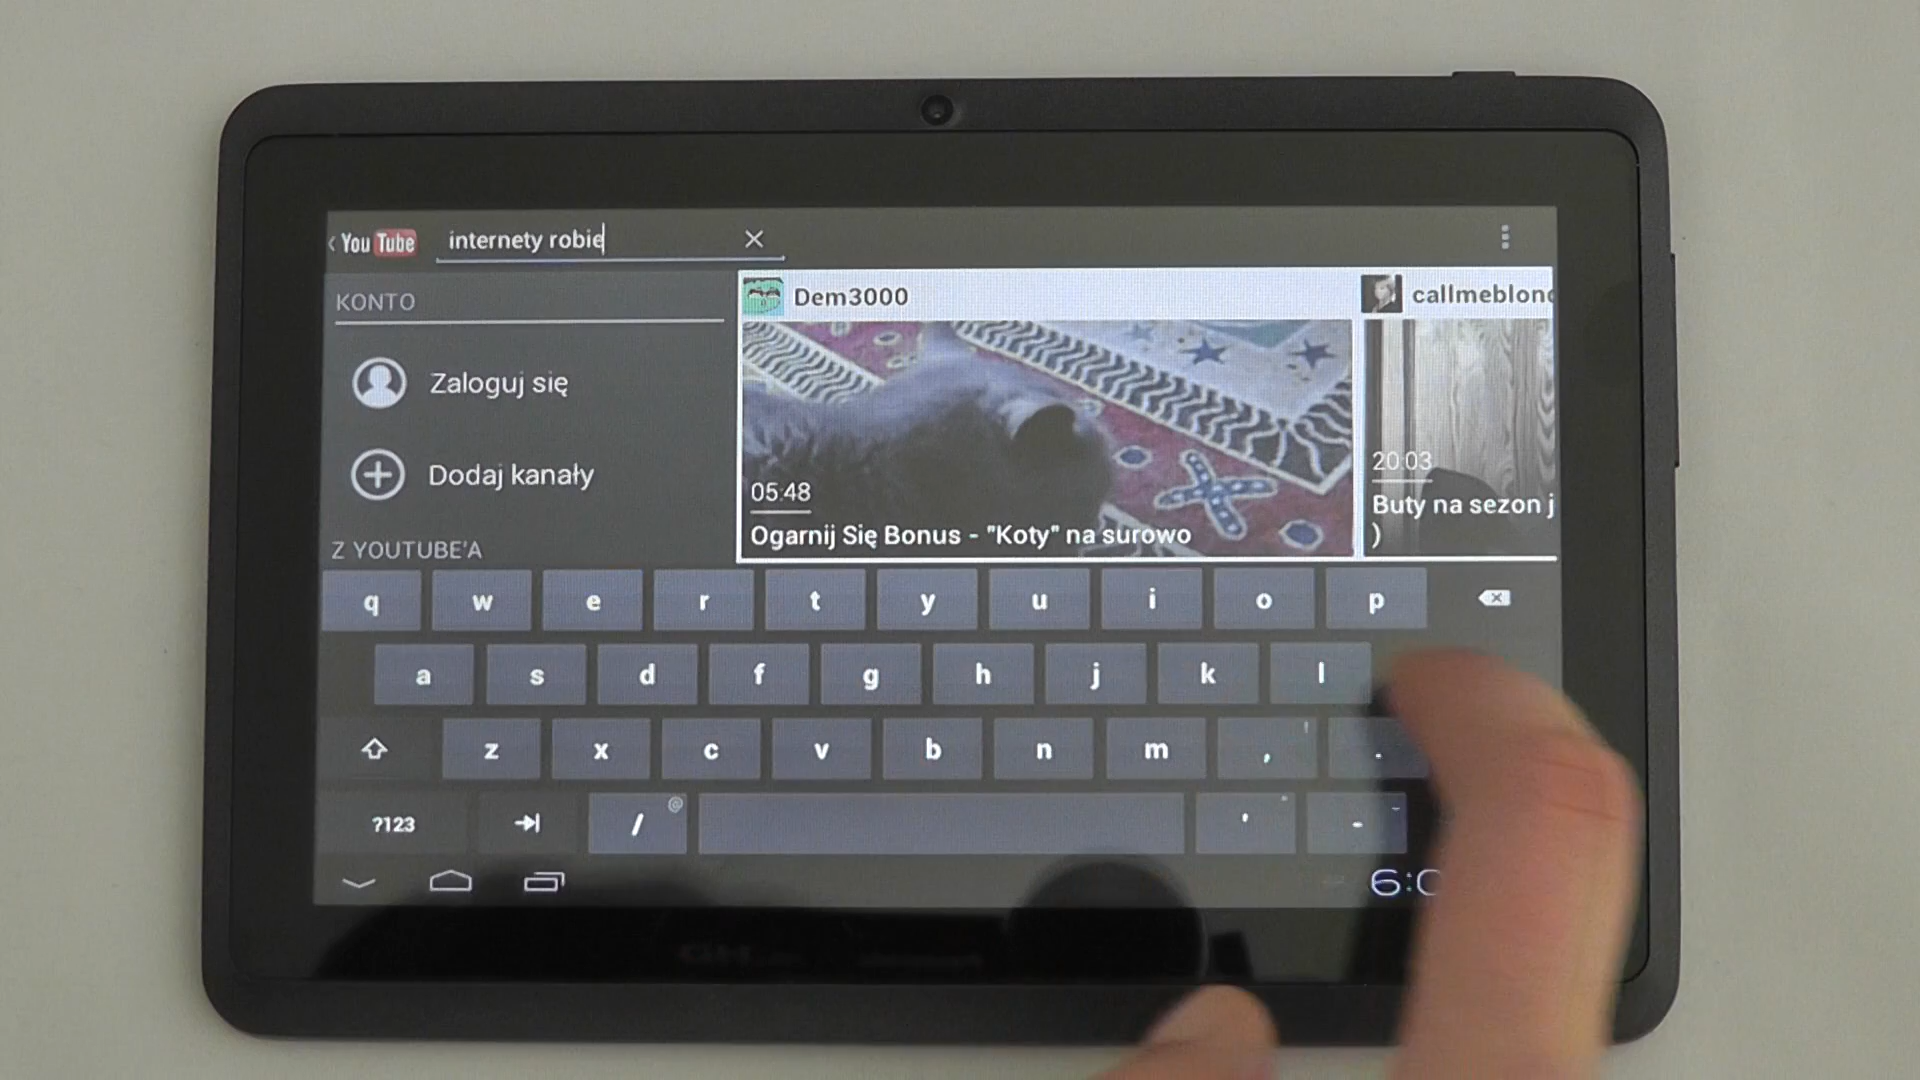 YouTube internety robie
KONTO
Zaloguj się
Dodaj kanały
Z YOUTUBE'A
Dem3000
05:48
Ogarnij Się Bonus - "Koty" na surowo
callmeblon
20:03
Buty na sezon j
)
q w e r t y u i o p
a s d f g h j k l
z x c v b n m , ! .
?123 / @ ' " - _
6:0